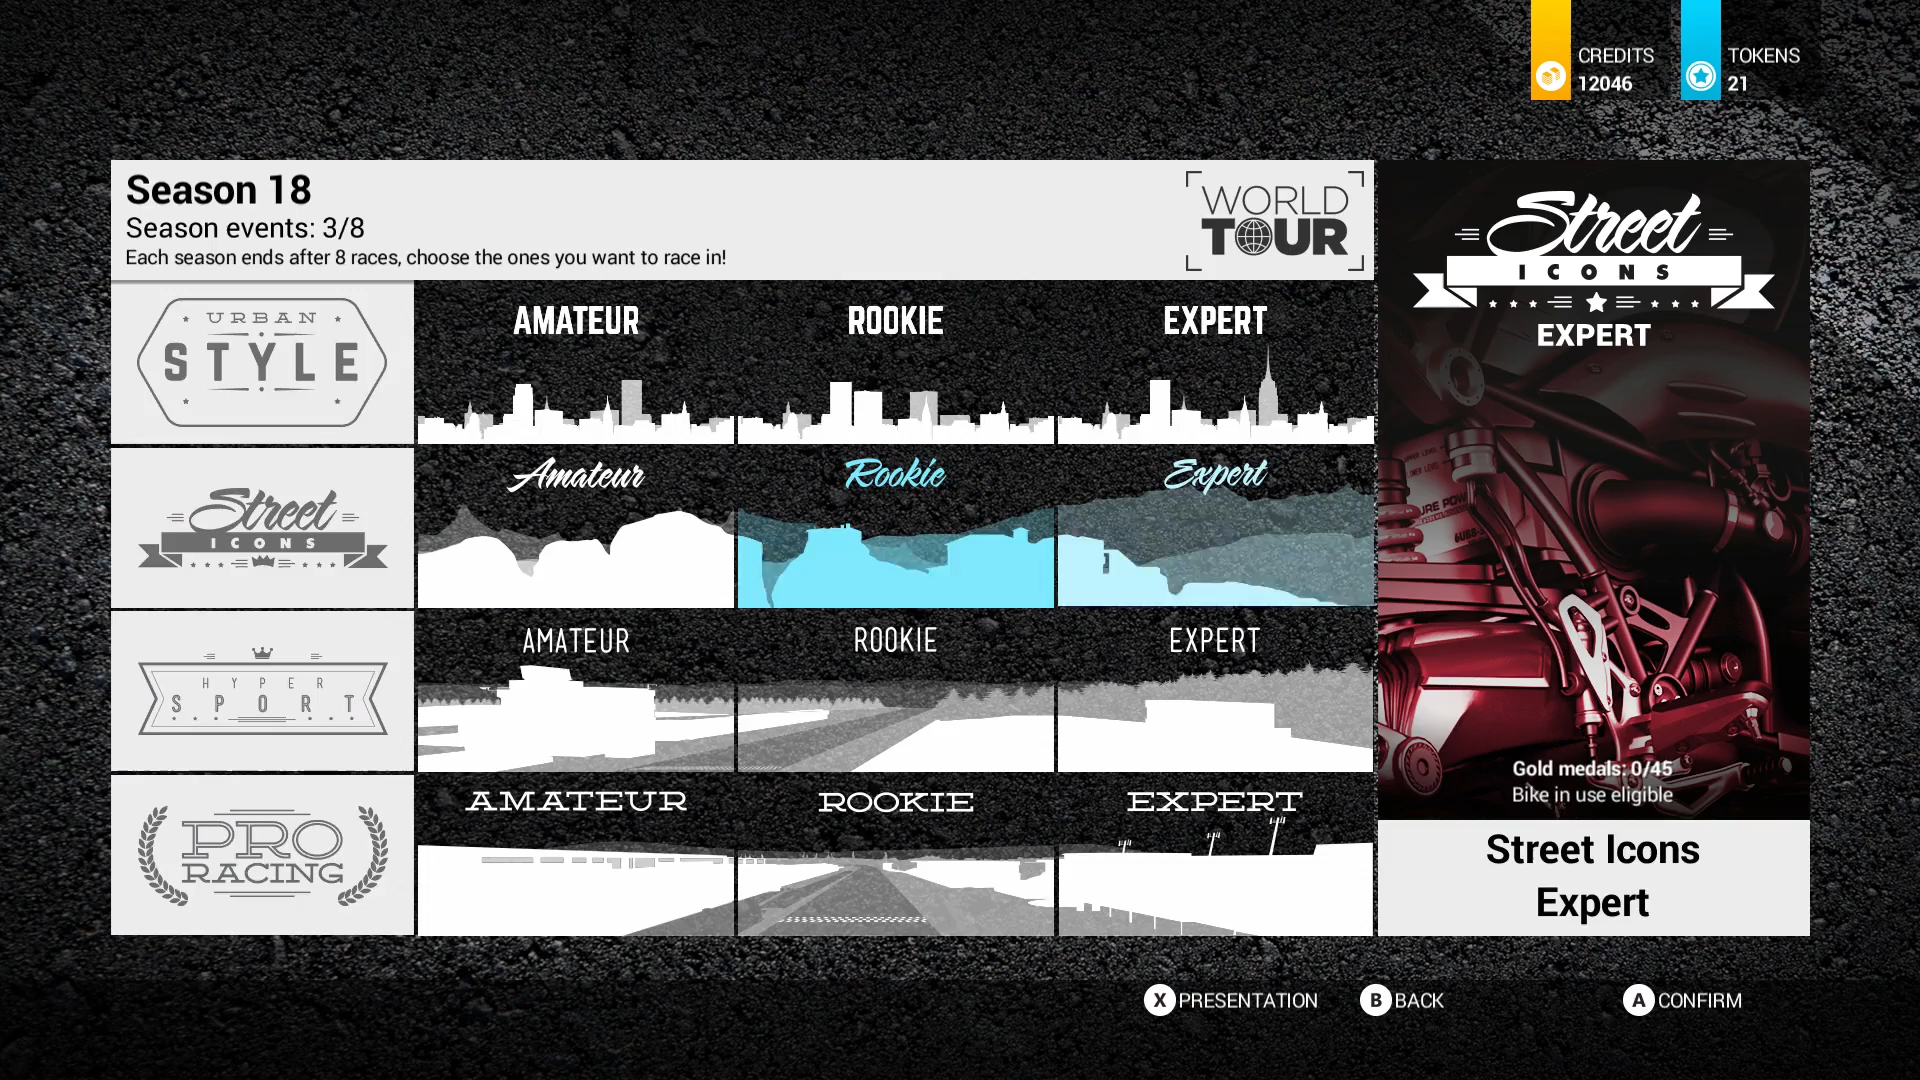 CREDITS
12046
TOKENS
21
Season 18
Season events: 3/8
Each season ends after 8 races, choose the ones you want to race in!
WORLD
TOUR
URBAN
STYLE
AMATEUR
ROOKIE
EXPERT
Street
ICONS
Amateur
Rookie
Expert
HYPER
SPORT
AMATEUR
ROOKIE
EXPERT
PRO
RACING
AMATEUR
ROOKIE
EXPERT
Street
ICONS
EXPERT
Gold medals: 0/45
Bike in use eligible
Street Icons
Expert
X PRESENTATION
B BACK
A CONFIRM